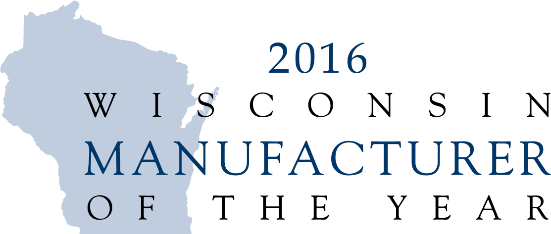 2016
WISCONSIN
MANUFACTURER
OF THE YEAR